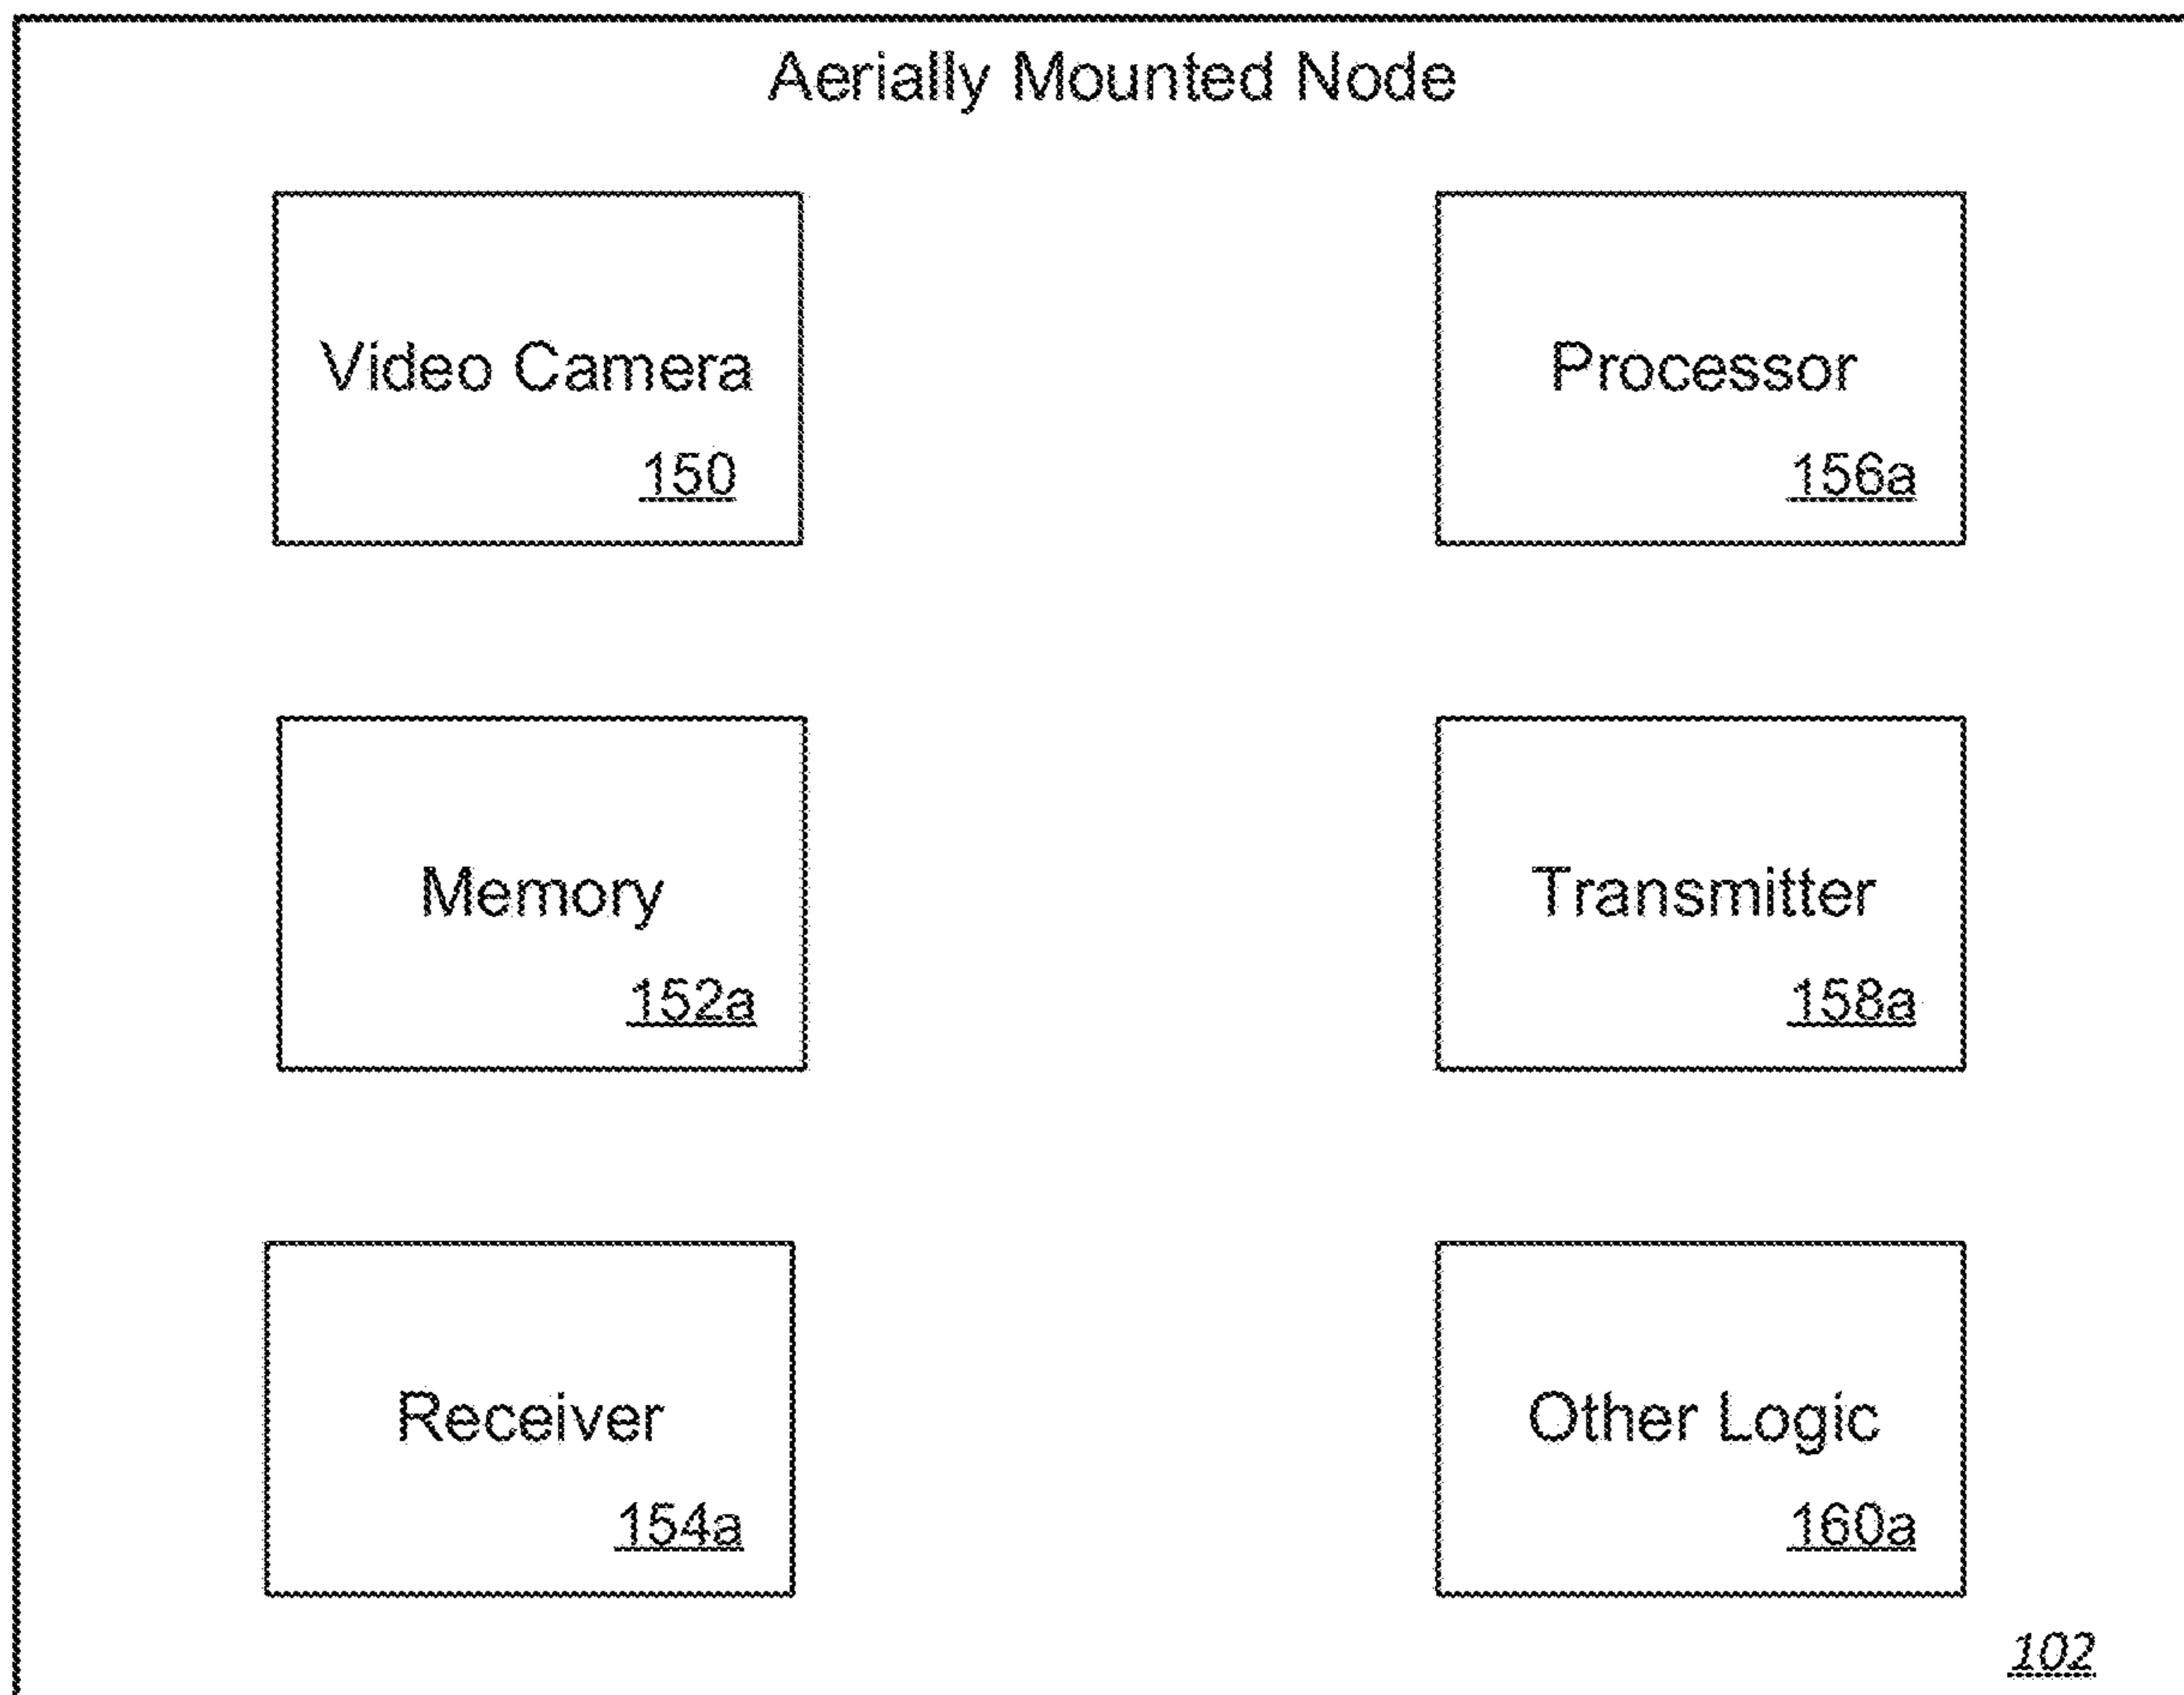 Aerially Mounted Node
Video Camera
150
Processor
156a
Memory
152a
Transmitter
158a
Receiver
154a
Other Logic
160a
102